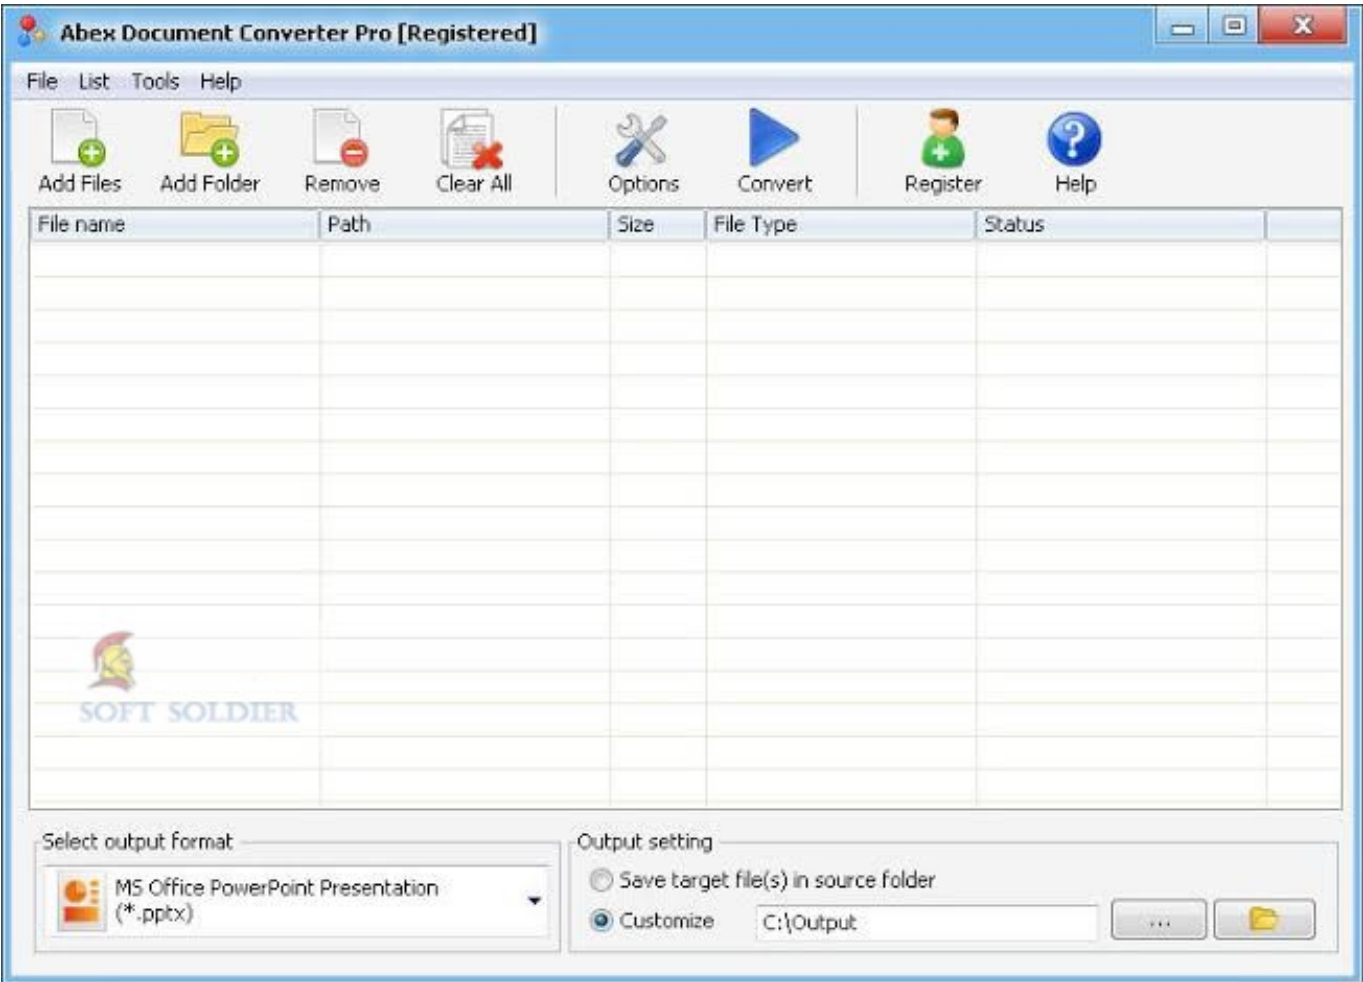 Abex Document Converter Pro [Registered]
File List Tools Help
Add Files Add Folder Remove Clear All Options Convert Register Help
File name Path Size File Type Status
SOFT SOLDIER
Select output format
MS Office PowerPoint Presentation
(*.pptx)
Output setting
Save target file(s) in source folder
Customize C:\Output ...